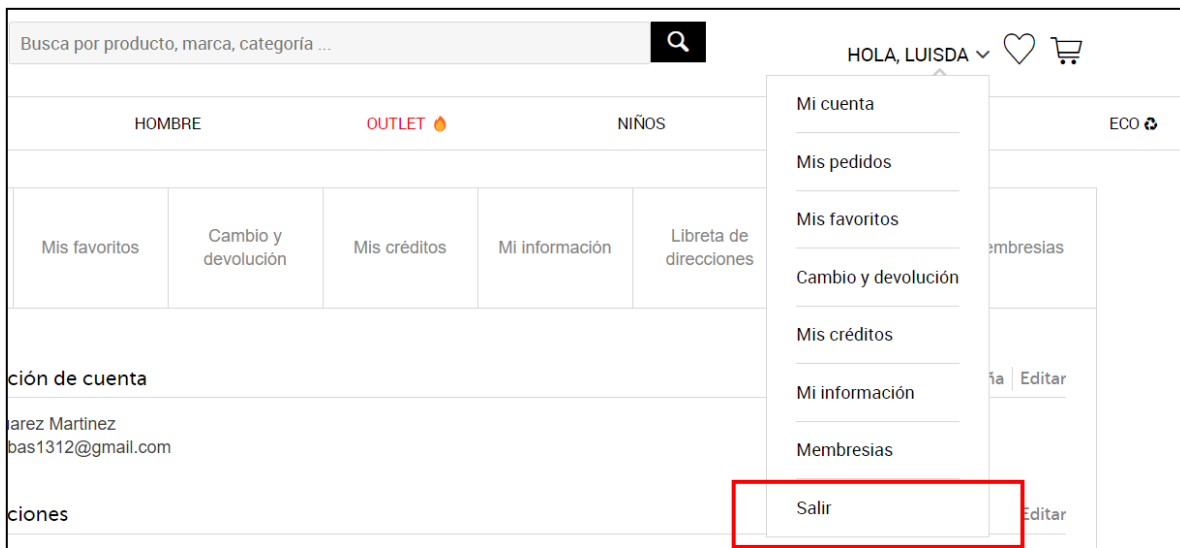 Busca por producto, marca, categoría ...
HOLA, LUISDA
HOMBRE
OUTLET
NIÑOS
ECO
Mi cuenta
Mis pedidos
Mis favoritos
Cambio y devolución
Mis créditos
Mi información
Membresias
Salir
Mis favoritos
Cambio y
devolución
Mis créditos
Mi información
Libreta de
direcciones
embresias
ción de cuenta
ña
Editar
arez Martinez
bas1312@gmail.com
ciones
Editar